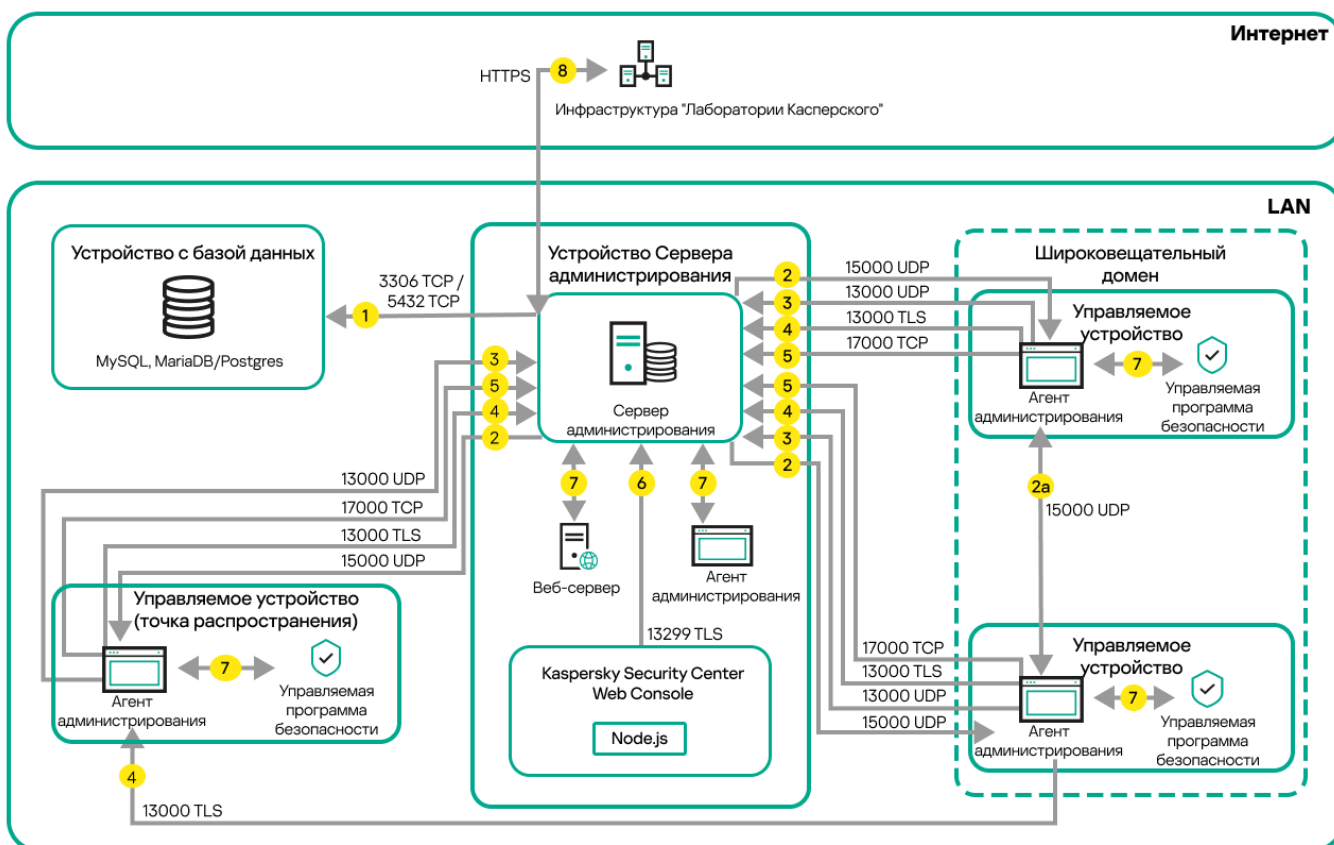 Интернет
HTTPS
8
Инфраструктура "Лаборатории Касперского"
LAN
Устройство с базой данных
MySQL, MariaDB/Postgres
3306 TCP /
5432 TCP
1
Устройство Сервера
администрирования
Сервер
администрирования
3
5
4
2
13000 UDP
17000 TCP
13000 TLS
15000 UDP
2
15000 UDP
3
13000 UDP
4
13000 TLS
5
17000 TCP
5
4
3
2
7
6
7
Веб-сервер
Агент
администрирования
13299 TLS
Kaspersky Security Center
Web Console
Node.js
Управляемое устройство
(точка распространения)
7
Агент
администрирования
Управляемая
программа
безопасности
4
13000 TLS
Широковещательный
домен
Управляемое
устройство
7
Агент
администрирования
Управляемая
программа
безопасности
2a
15000 UDP
17000 TCP
13000 TLS
13000 UDP
15000 UDP
Управляемое
устройство
7
Агент
администрирования
Управляемая
программа
безопасности